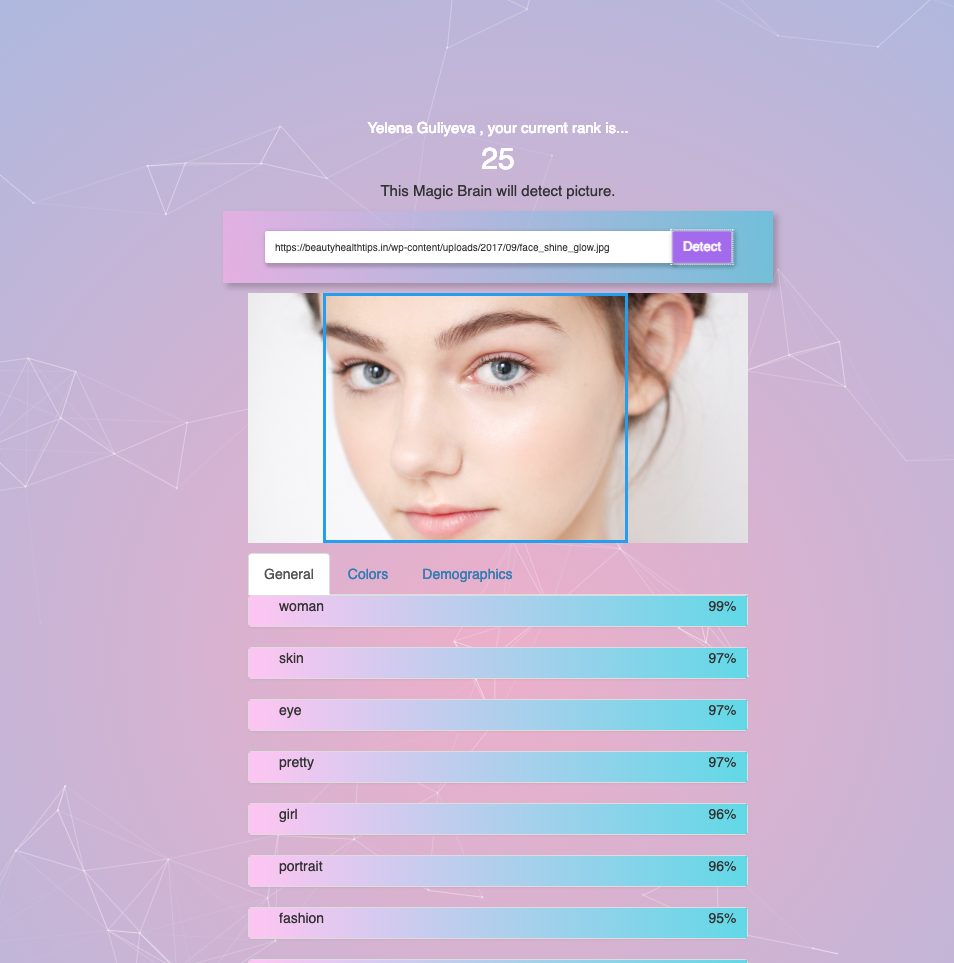 Yelena Guliyeva , your current rank is...
25
This Magic Brain will detect picture.
https://beautyhealthtips.in/wp-content/uploads/2017/09/face_shine_glow.jpg Detect
General Colors Demographics
woman 99%
skin 97%
eye 97%
pretty 97%
girl 96%
portrait 96%
fashion 95%